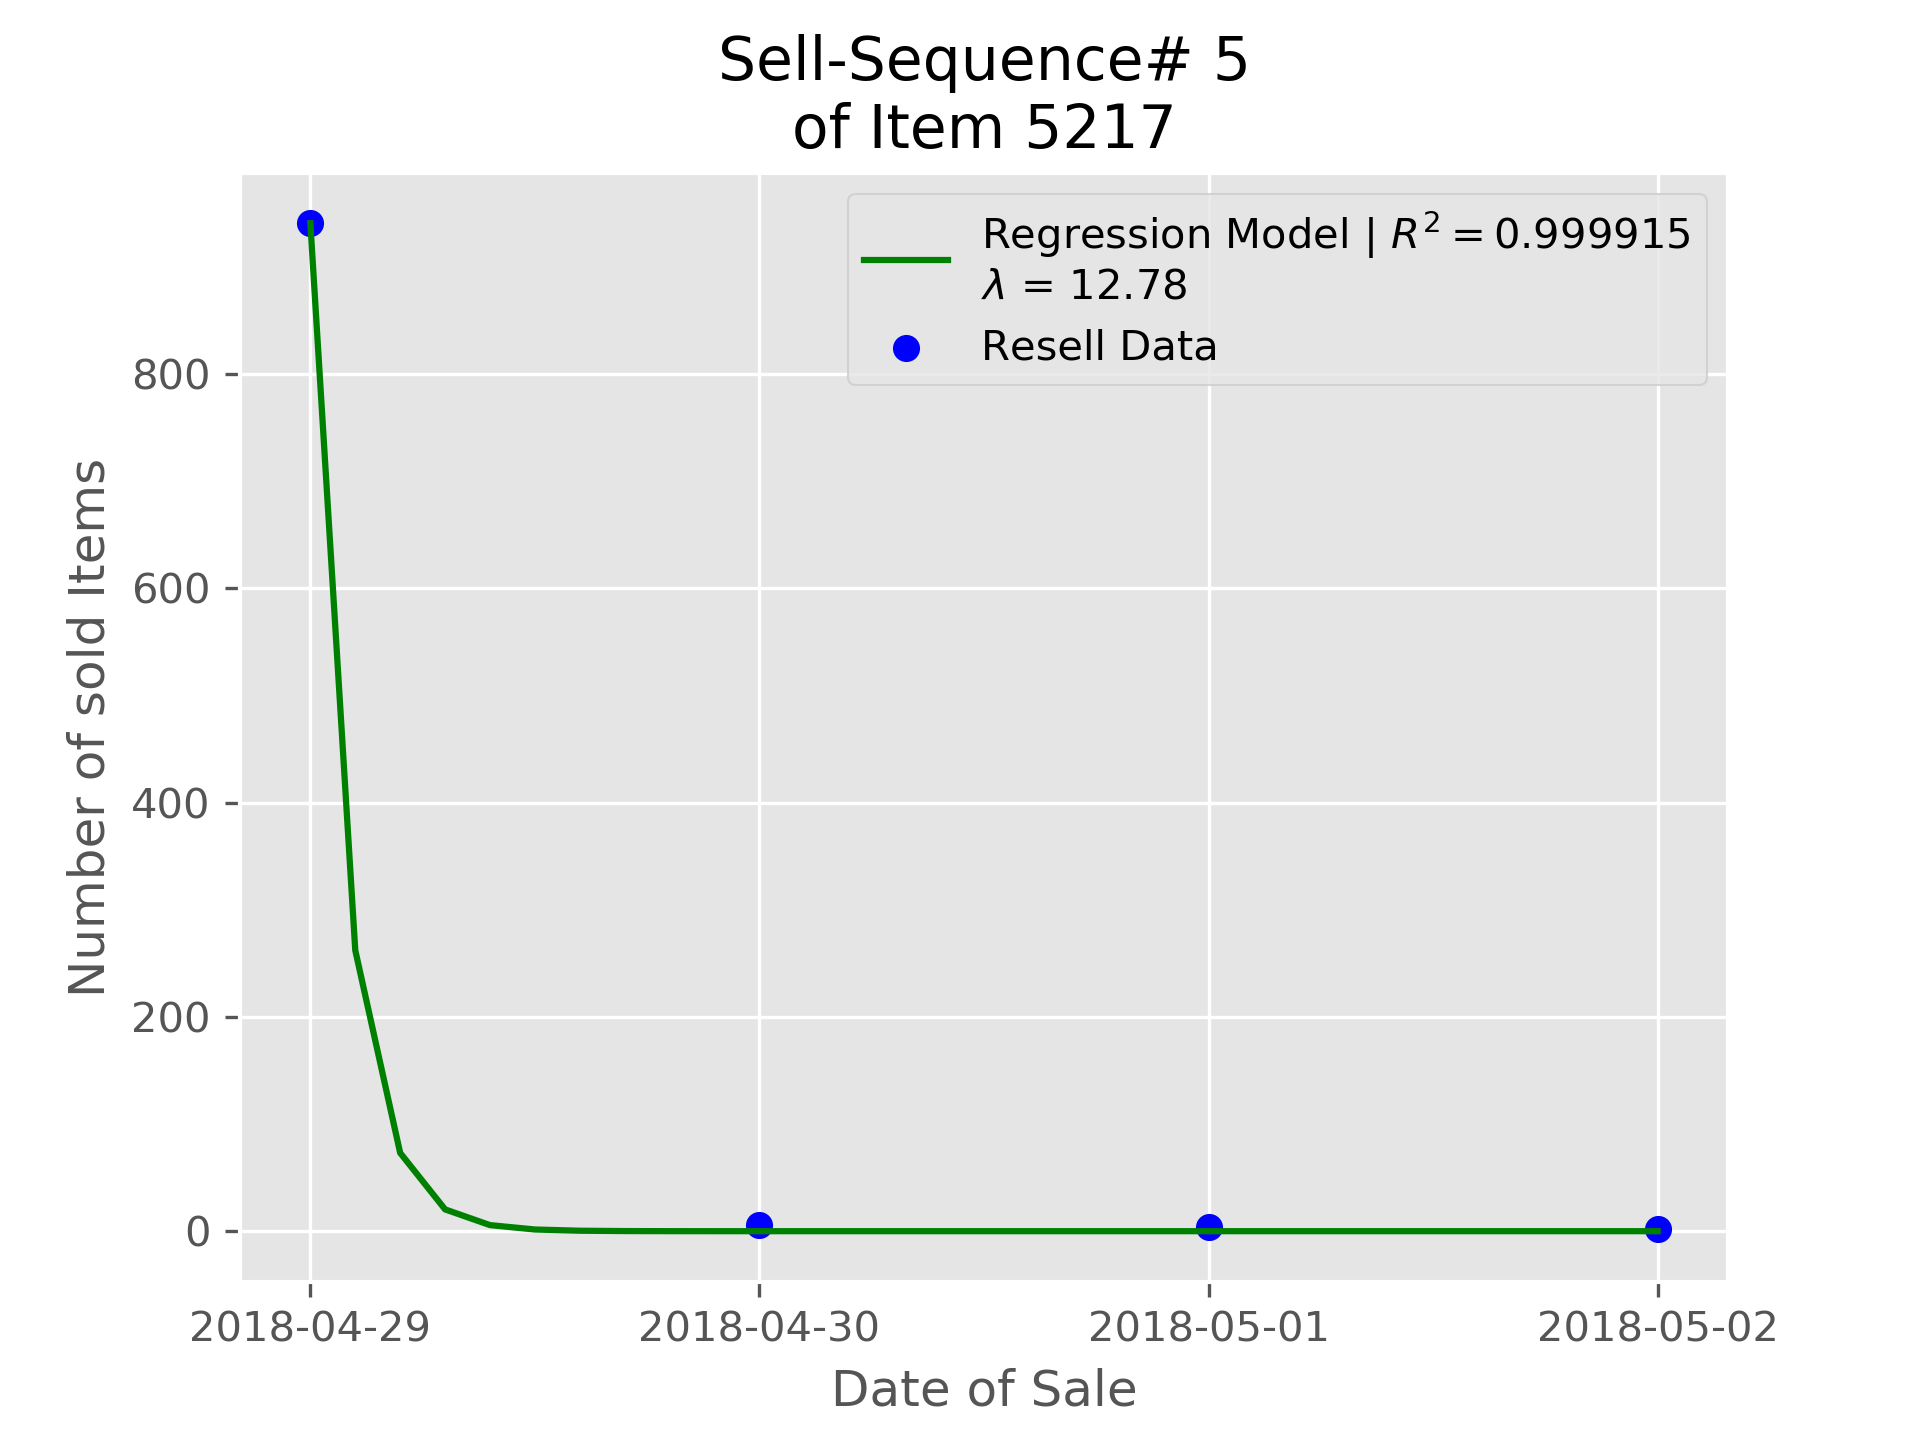 Sell-Sequence# 5
of Item 5217
Regression Model | R² = 0.999915
λ = 12.78
Resell Data
Number of sold Items
800
600
400
200
0
2018-04-29 2018-04-30 2018-05-01 2018-05-02
Date of Sale